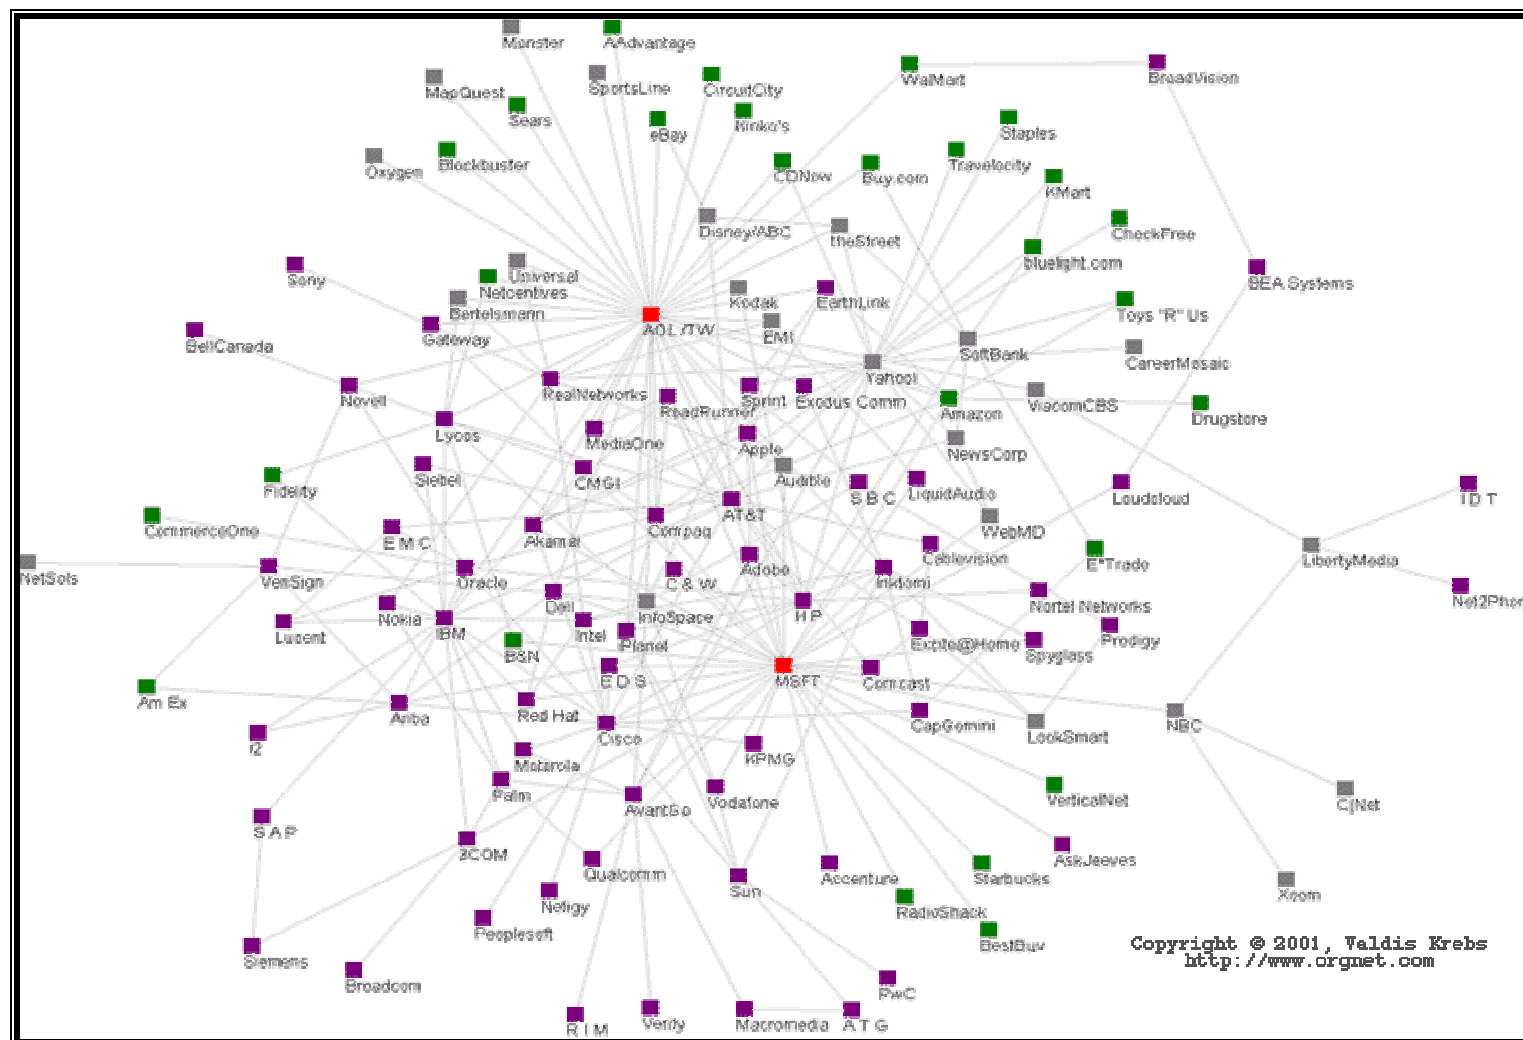 Monster
AAdvantage
MapQuest
SportsLine
CircuitCity
WalMart
BroadVision
Sears
eBay
Kinko's
Staples
Oxygen
Blockbuster
CDNow
Buy.com
Travelocity
KMart
Disney/ABC
theStreet
CheckFree
Sony
Universal
Netcentives
bluelight.com
BEA Systems
Bertelsmann
Kodak
EarthLink
Toys "R" Us
BellCanada
Gateway
AOL /TW
EMI
SoftBank
CareerMosaic
Yahoo!
Novell
RealNetworks
RoadRunner
Sprint
Exodus Comm
Amazon
ViacomCBS
Drugstore
Lycos
MediaOne
Apple
NewsCorp
Fidelity
Siebel
CMGI
Audible
S B C
LiquidAudio
Loudcloud
I D T
CommerceOne
E M C
Akamai
Compaq
AT&T
WebMD
Cablevision
E*Trade
LibertyMedia
NetSols
VeriSign
Oracle
C & W
Adobe
Inktomi
Net2Phon
Lucent
Nokia
IBM
Dell
Intel
InfoSpace
iPlanet
H P
Nortel Networks
Excite@Home
Spyglass
Prodigy
B&N
E D S
MSFT
Comcast
Am Ex
Ariba
Red Hat
Cisco
CapGemini
LookSmart
NBC
i2
Motorola
KPMG
Palm
AvantGo
Vodafone
VerticalNet
C|Net
S A P
3COM
Qualcomm
Sun
Accenture
Starbucks
AskJeeves
Xoom
Netigy
RadioShack
Peoplesoft
BestBuy
Siemens
Broadcom
PwC
R I M
Verity
Macromedia
A T G
Copyright © 2001, Valdis Krebs
http://www.orgnet.com